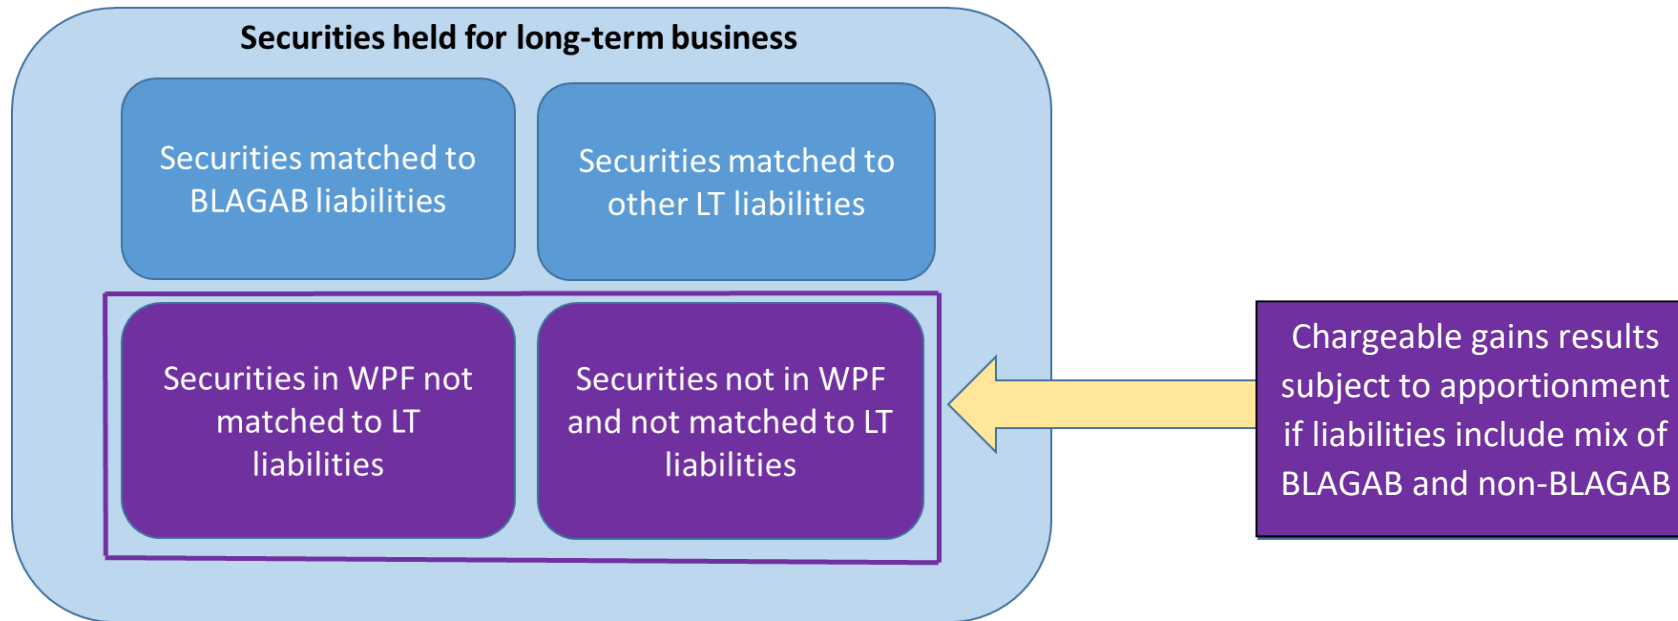 Securities held for long-term business
Securities matched to
BLAGAB liabilities
Securities matched to
other LT liabilities
Securities in WPF not
matched to LT
liabilities
Securities not in WPF
and not matched to LT
liabilities
Chargeable gains results
subject to apportionment
if liabilities include mix of
BLAGAB and non-BLAGAB